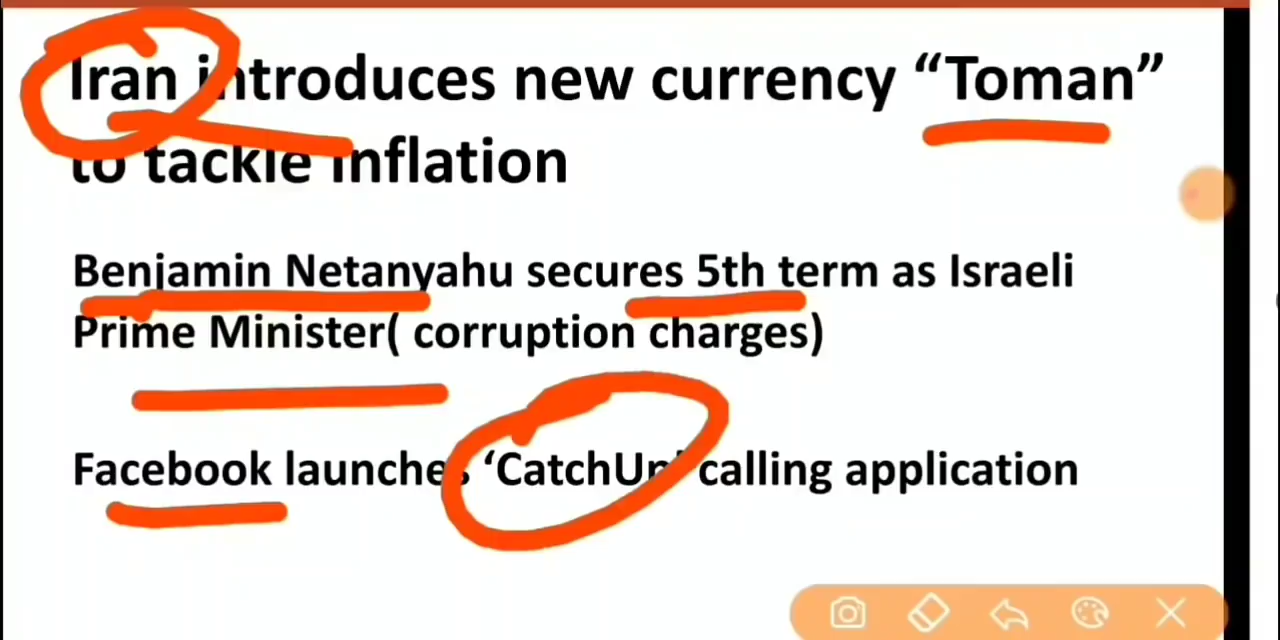 Iran introduces new currency “Toman”
to tackle inflation
Benjamin Netanyahu secures 5th term as Israeli
Prime Minister( corruption charges)
Facebook launches ‘CatchUp’ calling application